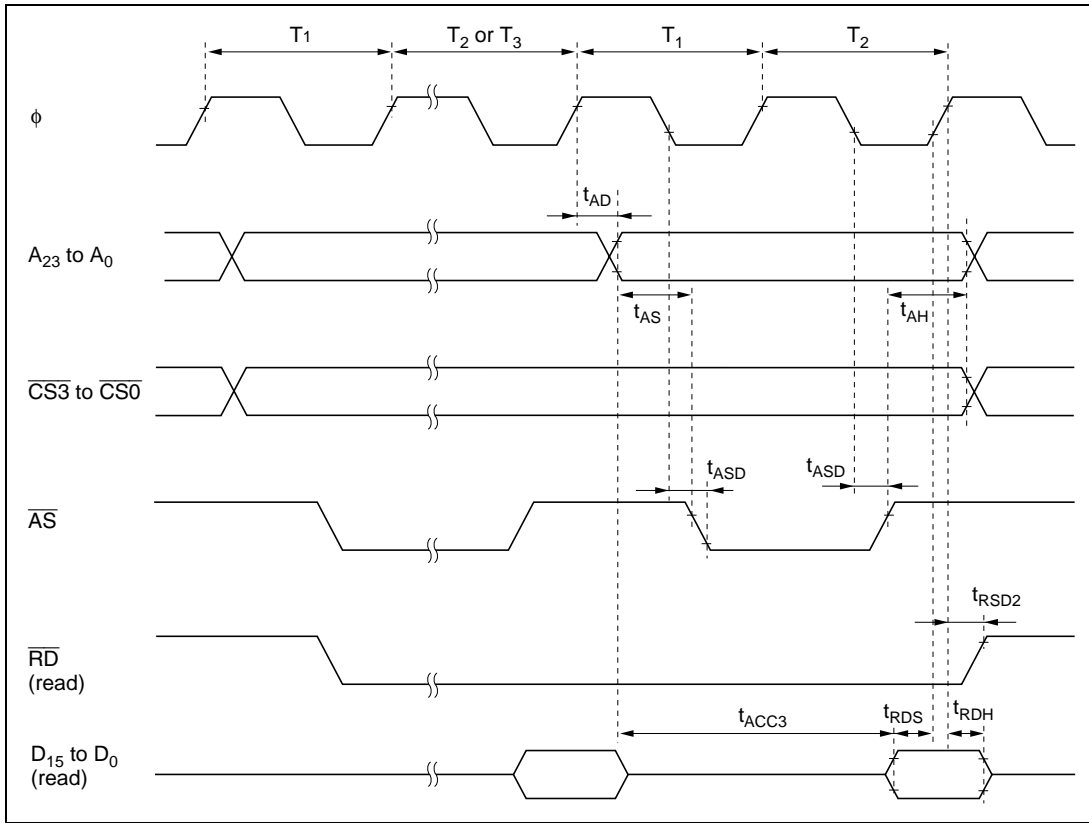 T1 T2 or T3 T1 T2
ϕ
tAD
A23 to A0
tAS tAH
CS3 to CS0
tASD tASD
AS
tRSD2
RD
(read)
tACC3 tRDS tRDH
D15 to D0
(read)